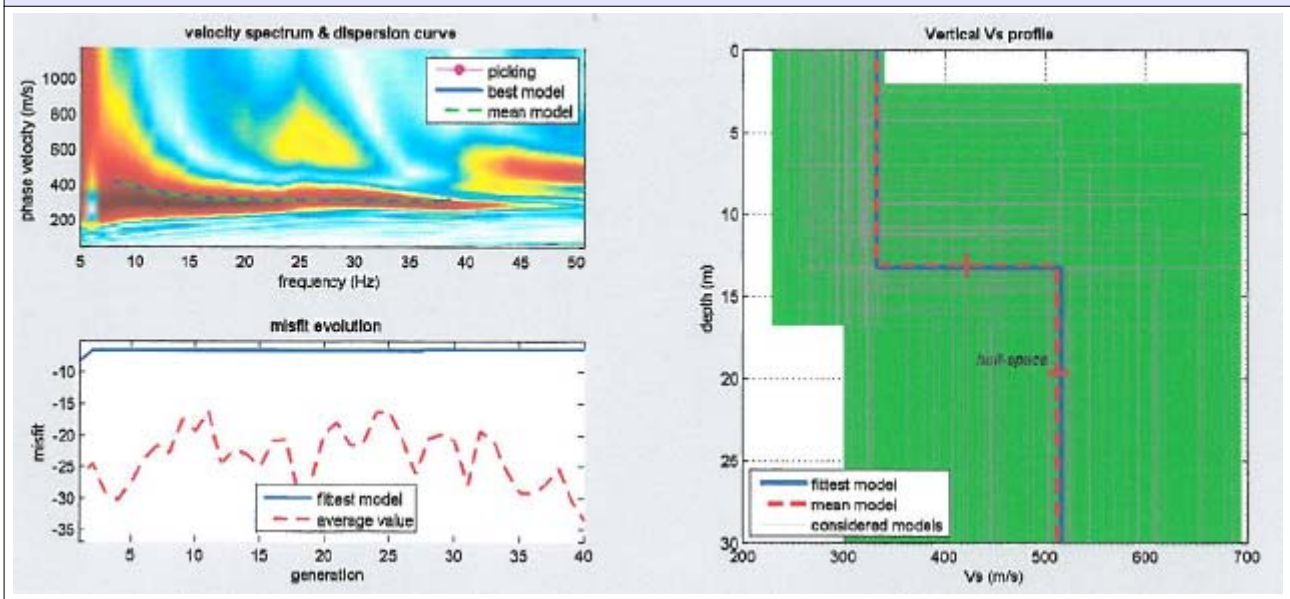 velocity spectrum & dispersion curve
1000
800
600
400
200
phase velocity (m/s)
picking
best model
mean model
5 10 15 20 25 30 35 40 45 50
frequency (Hz)
misfit evolution
-10
-15
-20
-25
-30
-35
misfit
fittest model
average value
5 10 15 20 25 30 35 40
generation
Vertical Vs profile
0
5
10
15
20
25
30
depth (m)
half-space
fittest model
mean model
considered models
200 300 400 500 600 700
Vs (m/s)